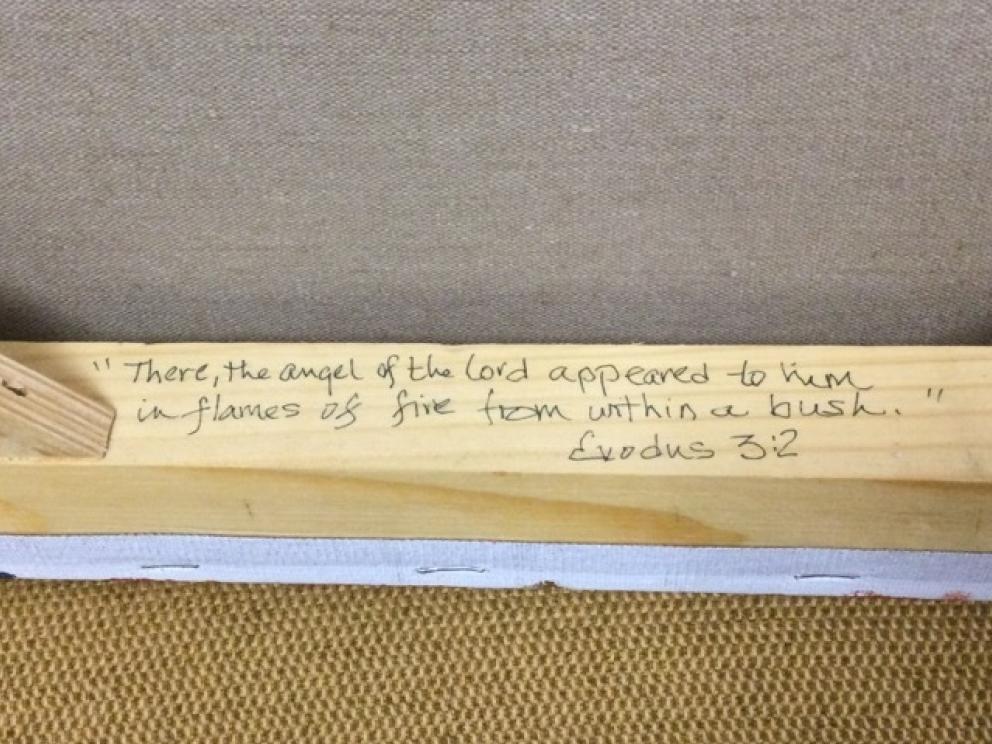 " There, the angel of the Lord appeared to him
in flames of fire from within a bush. "
Exodus 3:2